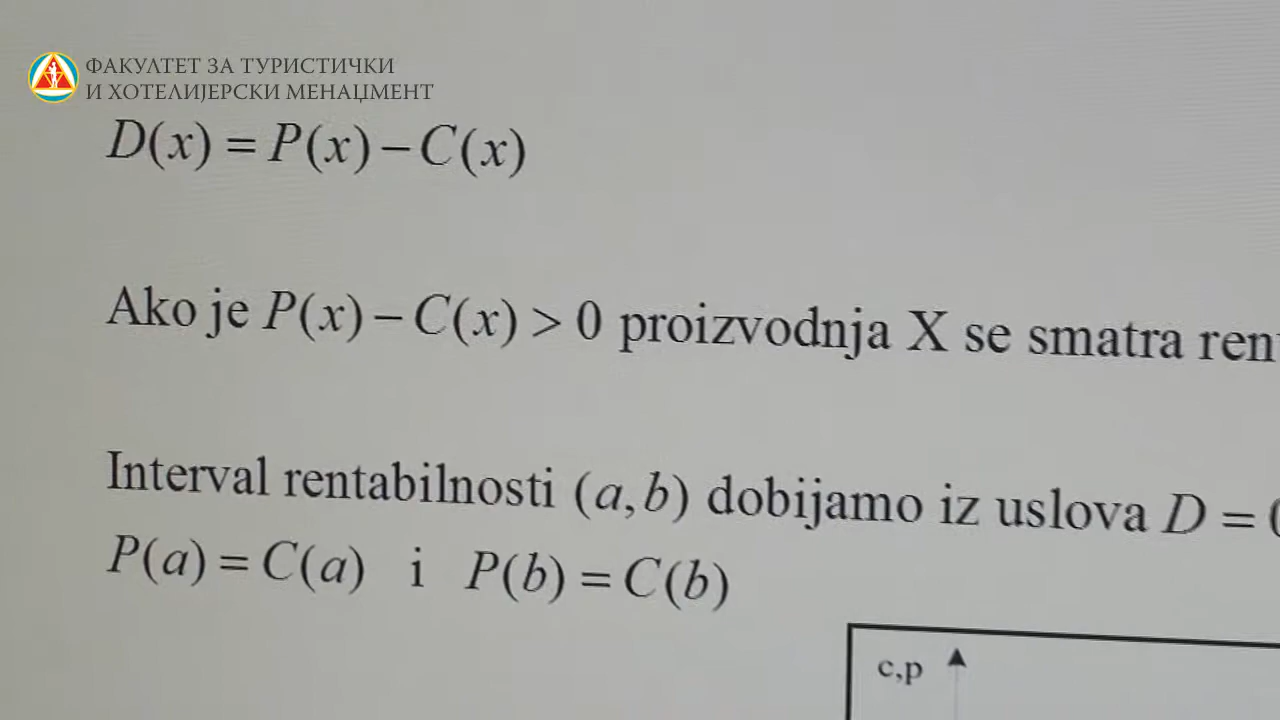 ФАКУЛТЕТ ЗА ТУРИСТИЧКИ
И ХОТЕЛИЈЕРСКИ МЕНАЏМЕНТ
D(x) = P(x) – C(x)
Ako je P(x) – C(x) > 0 proizvodnja X se smatra
Interval rentabilnosti (a,b) dobijamo iz uslova D =
P(a) = C(a) i P(b) = C(b)
c,p